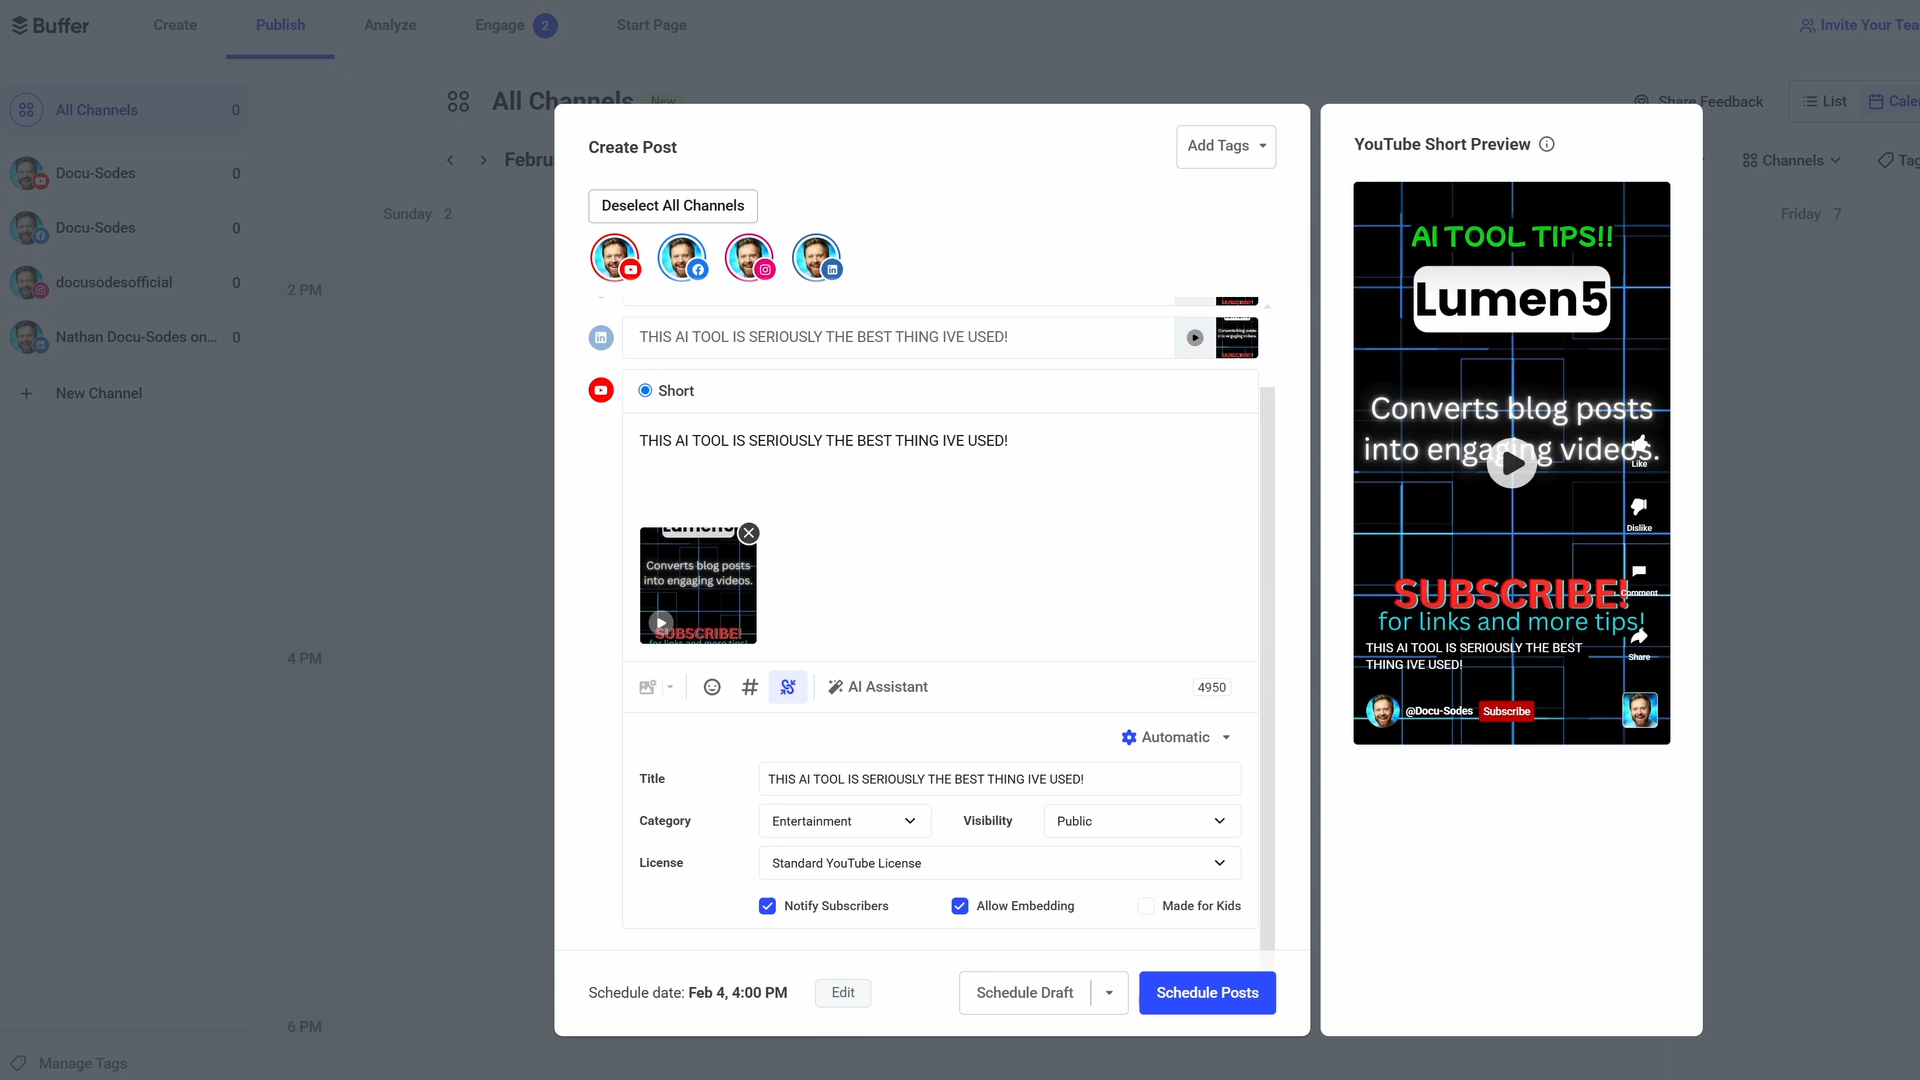 Buffer
Create
Publish
Analyze
Engage 2
Start Page
Invite Your Tea
All Channels 0
Docu-Sodes 0
Docu-Sodes 0
docusodesofficial 0
Nathan Docu-Sodes on... 0
New Channel
Manage Tags
All Channels New
Share Feedback
List
Cale
Febru
Channels
Tag
Sunday 2
Friday 7
2 PM
4 PM
6 PM
Create Post
Add Tags
Deselect All Channels
THIS AI TOOL IS SERIOUSLY THE BEST THING IVE USED!
Short
THIS AI TOOL IS SERIOUSLY THE BEST THING IVE USED!
Lumen5
Converts blog posts
into engaging videos.
SUBSCRIBE!
for links and more tips!
AI Assistant
4950
Automatic
Title THIS AI TOOL IS SERIOUSLY THE BEST THING IVE USED!
Category Entertainment Visibility Public
License Standard YouTube License
Notify Subscribers Allow Embedding Made for Kids
Schedule date: Feb 4, 4:00 PM
Edit
Schedule Draft
Schedule Posts
YouTube Short Preview
AI TOOL TIPS!!
Lumen5
Converts blog posts
into engaging videos.
Like
Dislike
SUBSCRIBE!
Comment
for links and more tips!
THIS AI TOOL IS SERIOUSLY THE BEST
THING IVE USED!
Share
@Docu-Sodes Subscribe